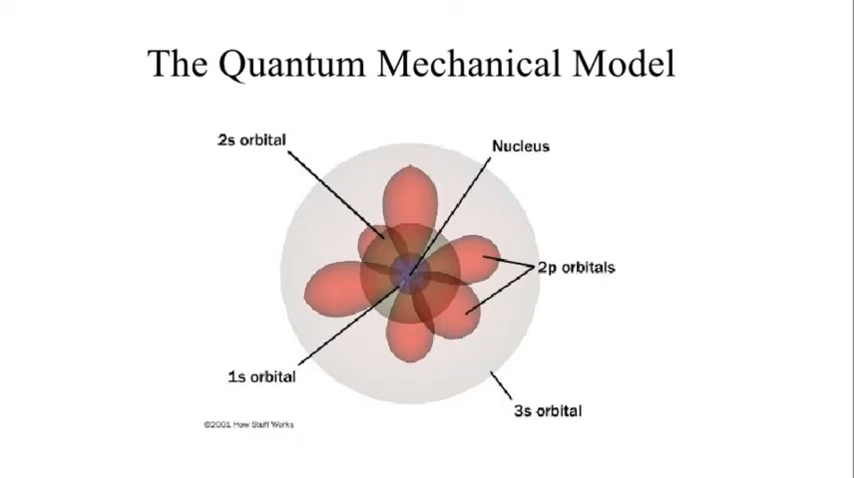 The Quantum Mechanical Model
2s orbital
Nucleus
2p orbitals
1s orbital
3s orbital
©2001 How Stuff Works